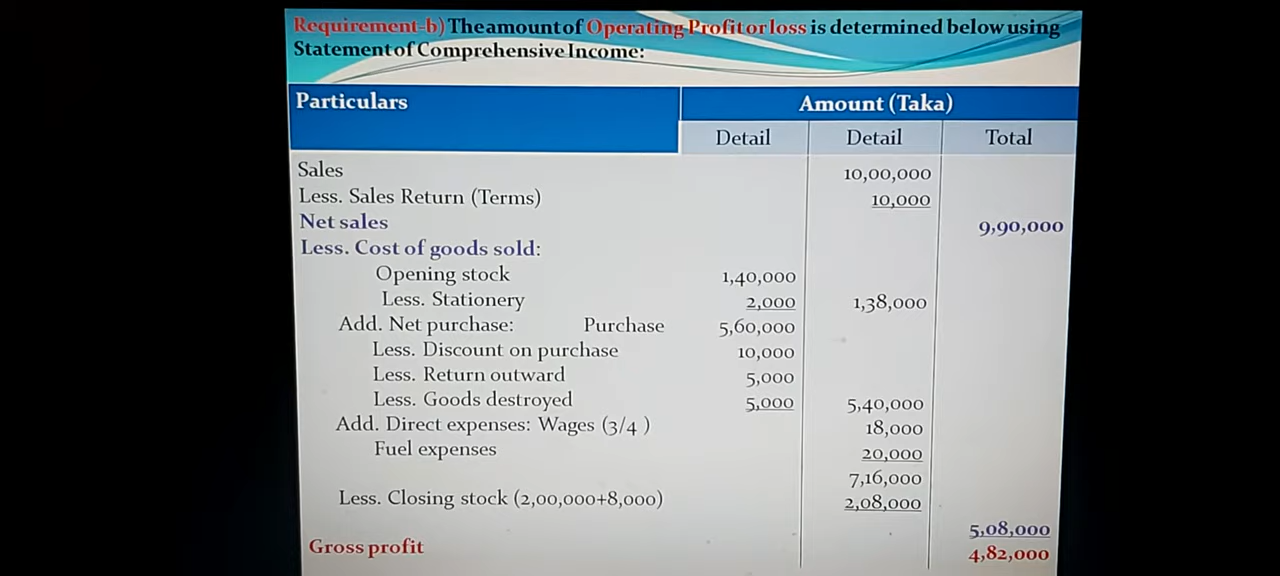 Requirement-b) The amount of Operating Profit or loss is determined below using
Statement of Comprehensive Income:
Particulars Amount (Taka)
Detail Detail Total
Sales 10,00,000
Less. Sales Return (Terms) 10,000
Net sales 9,90,000
Less. Cost of goods sold:
Opening stock 1,40,000
Less. Stationery 2,000 1,38,000
Add. Net purchase: Purchase 5,60,000
Less. Discount on purchase 10,000
Less. Return outward 5,000
Less. Goods destroyed 5,000 5,40,000
Add. Direct expenses: Wages (3/4 ) 18,000
Fuel expenses 20,000
7,16,000
Less. Closing stock (2,00,000+8,000) 2,08,000
5,08,000
Gross profit 4,82,000